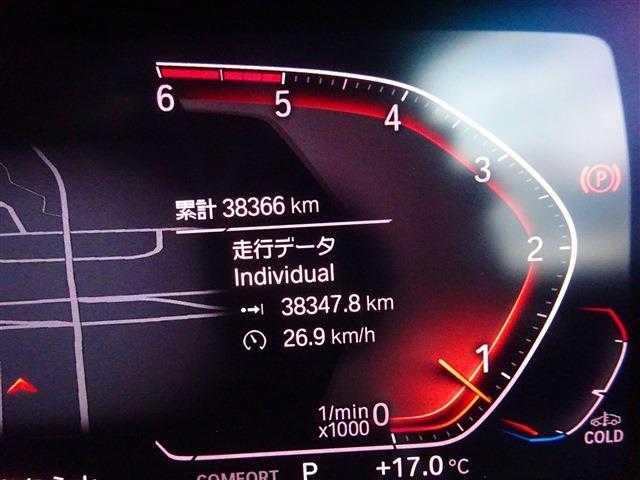 6
5
4
3
2
1
0
累計 38366 km
走行データ
Individual
38347.8 km
26.9 km/h
1/min
x1000
P
COLD
COMFORT P +17.0 °C